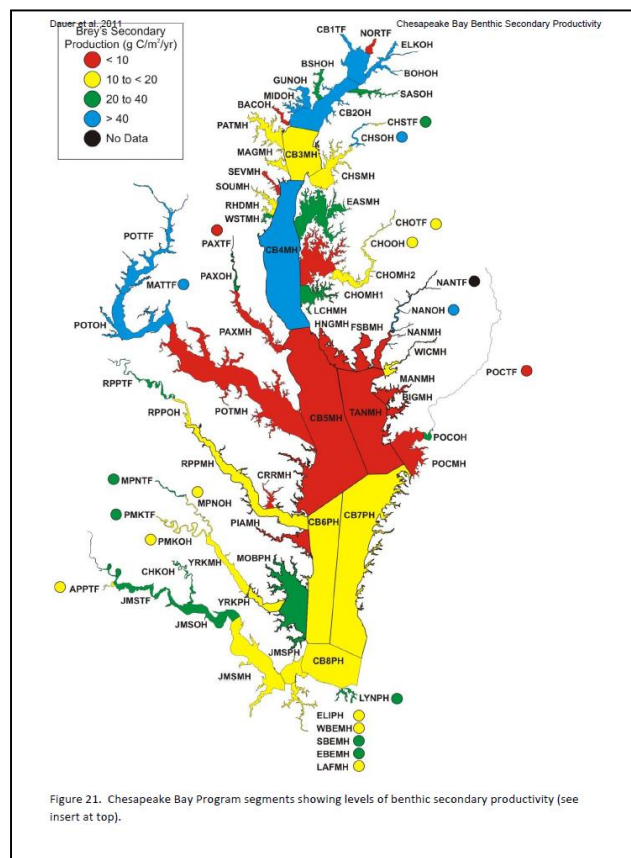 Dauer et al. 2011
Chesapeake Bay Benthic Secondary Productivity
Brey's Secondary
Production (g C/m²/yr)
< 10
10 to < 20
20 to 40
> 40
No Data
CB1TF
NORTF
ELKOH
BSHOH
BOHOH
GUNOH
MIDOH
SASOH
BACOH
CB2OH
CHSTF
PATMH
CHSOH
CB3MH
MAGMH
CHSMH
SEVMH
SOUMH
RHDMH
EASMH
WSTMH
CHOTF
POTTF
PAXTF
CHOOH
CB4MH
MATTF
PAXOH
CHOMH2
NANTF
CHOMH1
LCHMH
NANOH
POTOH
HNGMH
FSBMH
NANMH
PAXMH
WICMH
MANMH
POCTF
RPPTF
BIGMH
RPPOH
POTMH
CB5MH
TANMH
POCOH
RPPMH
POCMH
MPNTF
CRRMH
MPNOH
PMKTF
PIAMH
CB6PH
CB7PH
PMKOH
YRKMH
MOBPH
CHKOH
APPTF
YRKPH
JMSTF
JMSOH
JMSPH
CB8PH
JMSMH
LYNPH
ELIPH
WBEMH
SBEMH
EBEMH
LAFMH
Figure 21.  Chesapeake Bay Program segments showing levels of benthic secondary productivity (see
insert at top).